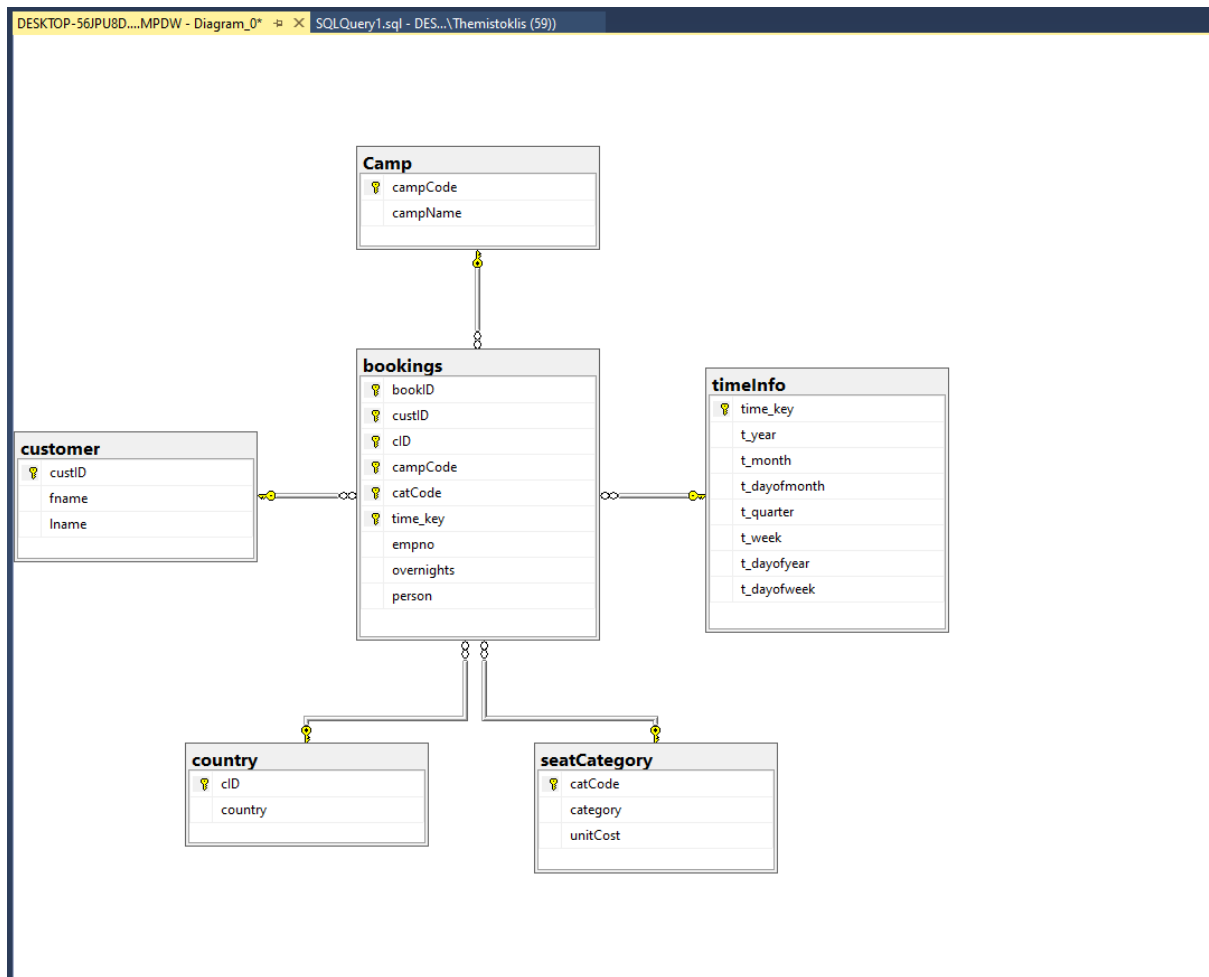 DESKTOP-56JPU8D....MPDW - Diagram_0*
SQLQuery1.sql - DES...\Themistoklis (59))
Camp
campCode
campName
bookings
bookID
custID
cID
campCode
catCode
time_key
empno
overnights
person
timeInfo
time_key
t_year
t_month
t_dayofmonth
t_quarter
t_week
t_dayofyear
t_dayofweek
customer
custID
fname
lname
country
cID
country
seatCategory
catCode
category
unitCost